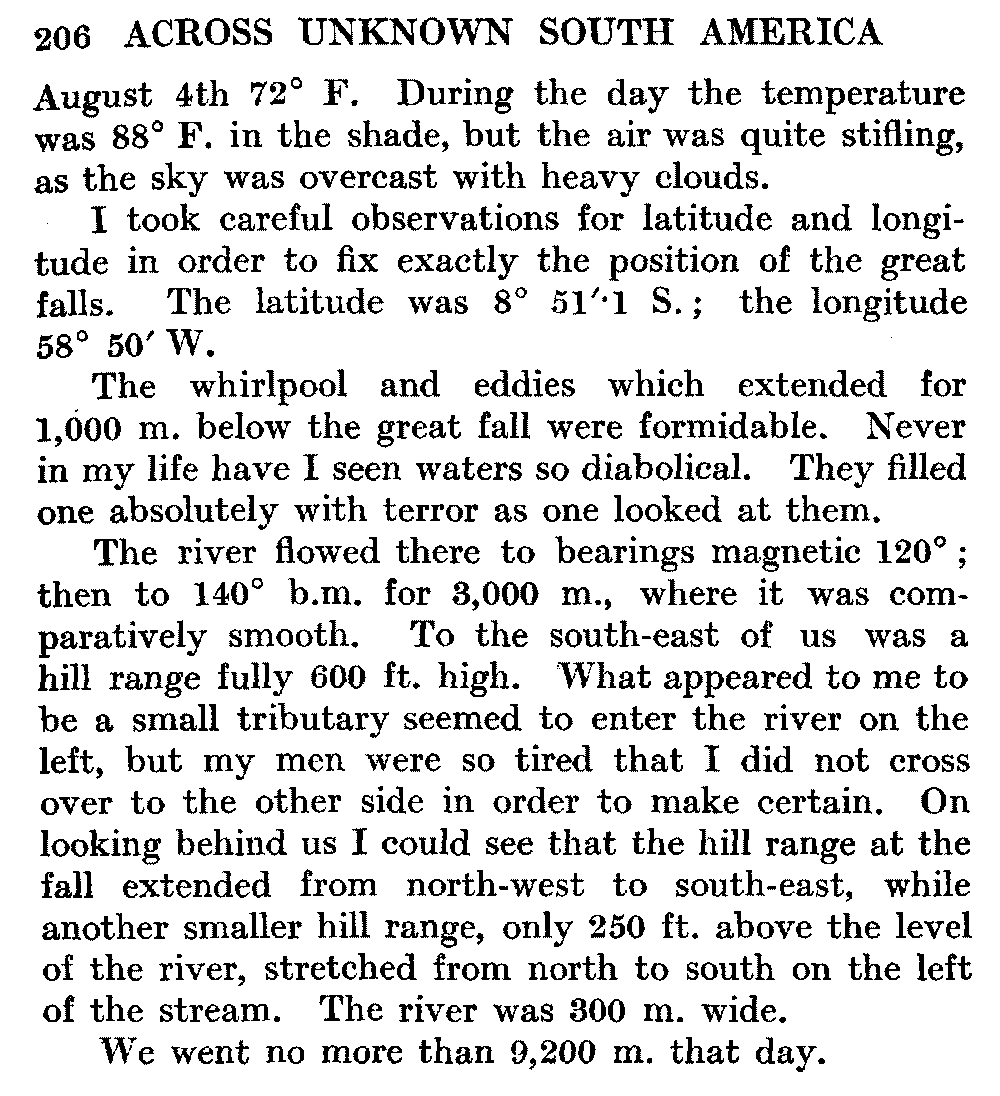 206 ACROSS UNKNOWN SOUTH AMERICA
August 4th 72° F. During the day the temperature
was 88° F. in the shade, but the air was quite stifling,
as the sky was overcast with heavy clouds.
I took careful observations for latitude and longi-
tude in order to fix exactly the position of the great
falls. The latitude was 8° 51′·1 S.; the longitude
58° 50′ W.
The whirlpool and eddies which extended for
1,000 m. below the great fall were formidable. Never
in my life have I seen waters so diabolical. They filled
one absolutely with terror as one looked at them.
The river flowed there to bearings magnetic 120°;
then to 140° b.m. for 3,000 m., where it was com-
paratively smooth. To the south-east of us was a
hill range fully 600 ft. high. What appeared to me to
be a small tributary seemed to enter the river on the
left, but my men were so tired that I did not cross
over to the other side in order to make certain. On
looking behind us I could see that the hill range at the
fall extended from north-west to south-east, while
another smaller hill range, only 250 ft. above the level
of the river, stretched from north to south on the left
of the stream. The river was 300 m. wide.
We went no more than 9,200 m. that day.